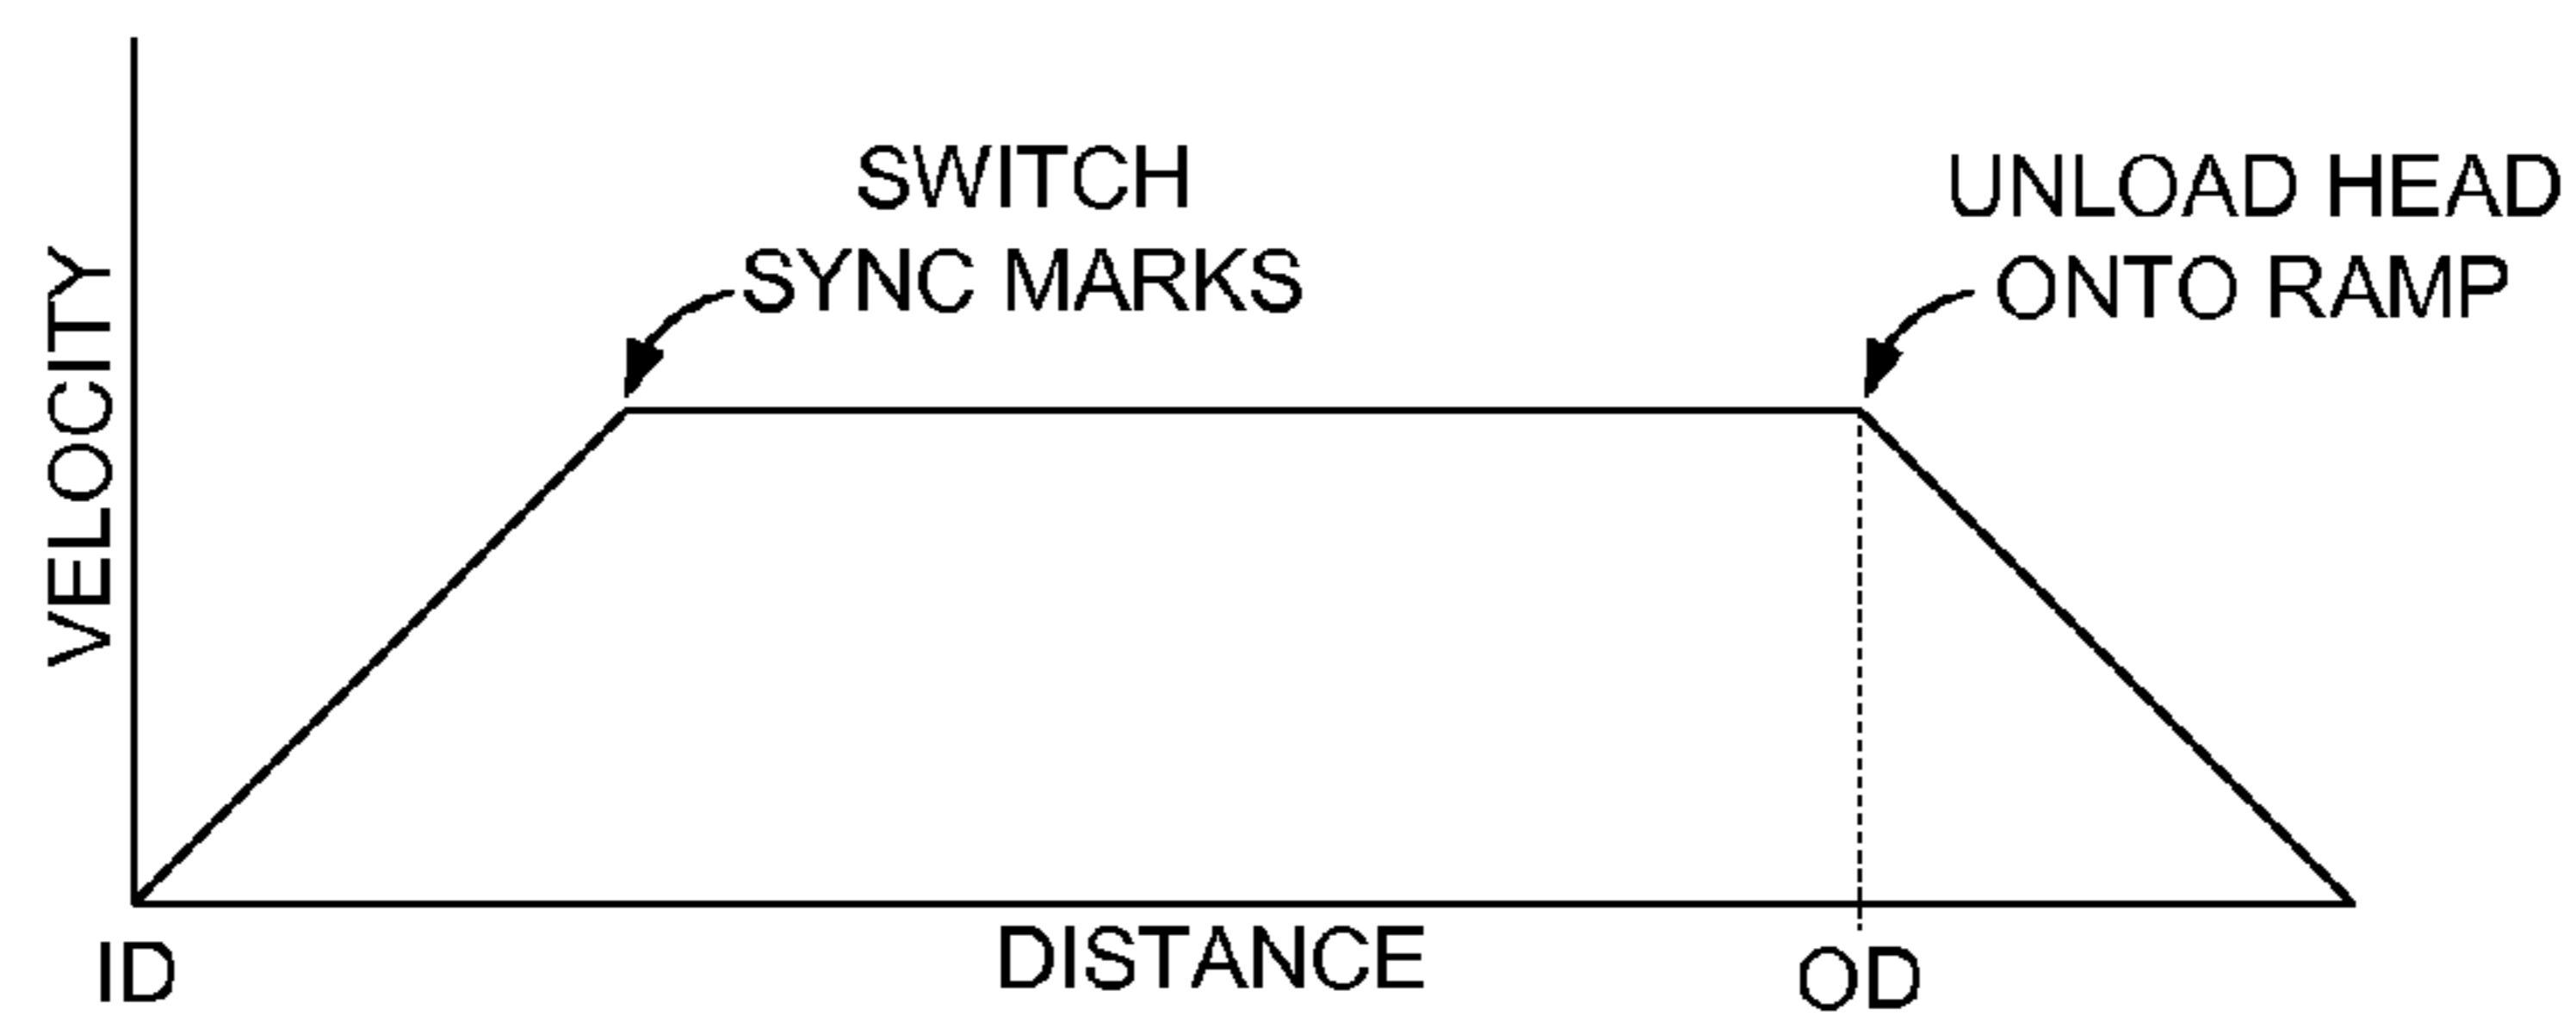 SWITCH
SYNC MARKS
UNLOAD HEAD
ONTO RAMP
VELOCITY
ID
DISTANCE
OD